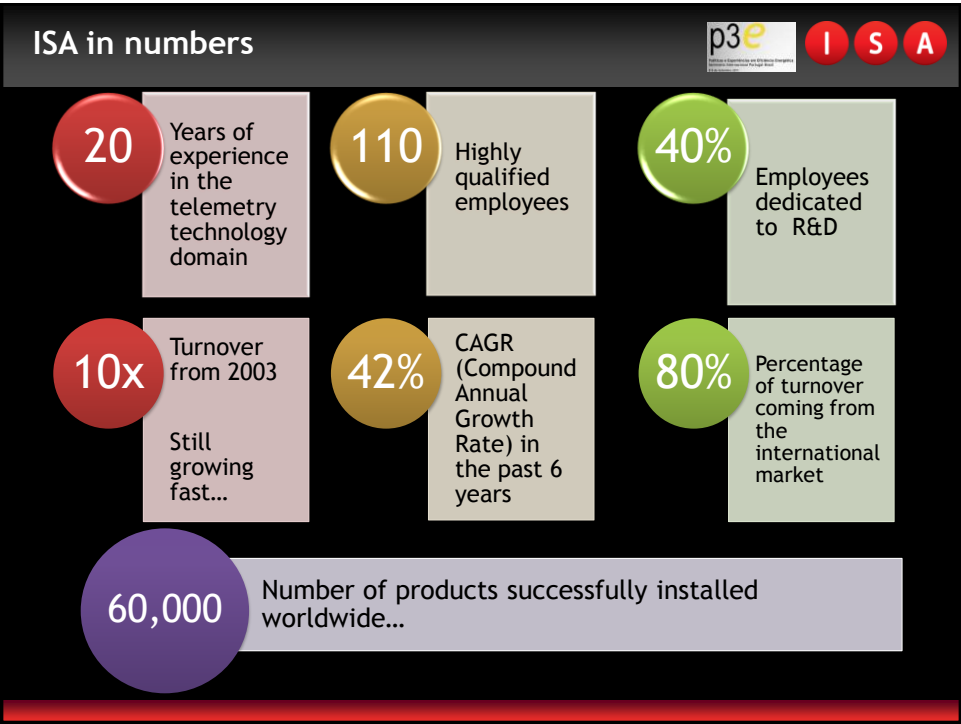 ISA in numbers
p3e
I S A
20
Years of
experience
in the
telemetry
technology
domain
110
Highly
qualified
employees
40%
Employees
dedicated
to R&D
10x
Turnover
from 2003
Still
growing
fast…
42%
CAGR
(Compound
Annual
Growth
Rate) in
the past 6
years
80%
Percentage
of turnover
coming from
the
international
market
60,000
Number of products successfully installed
worldwide…